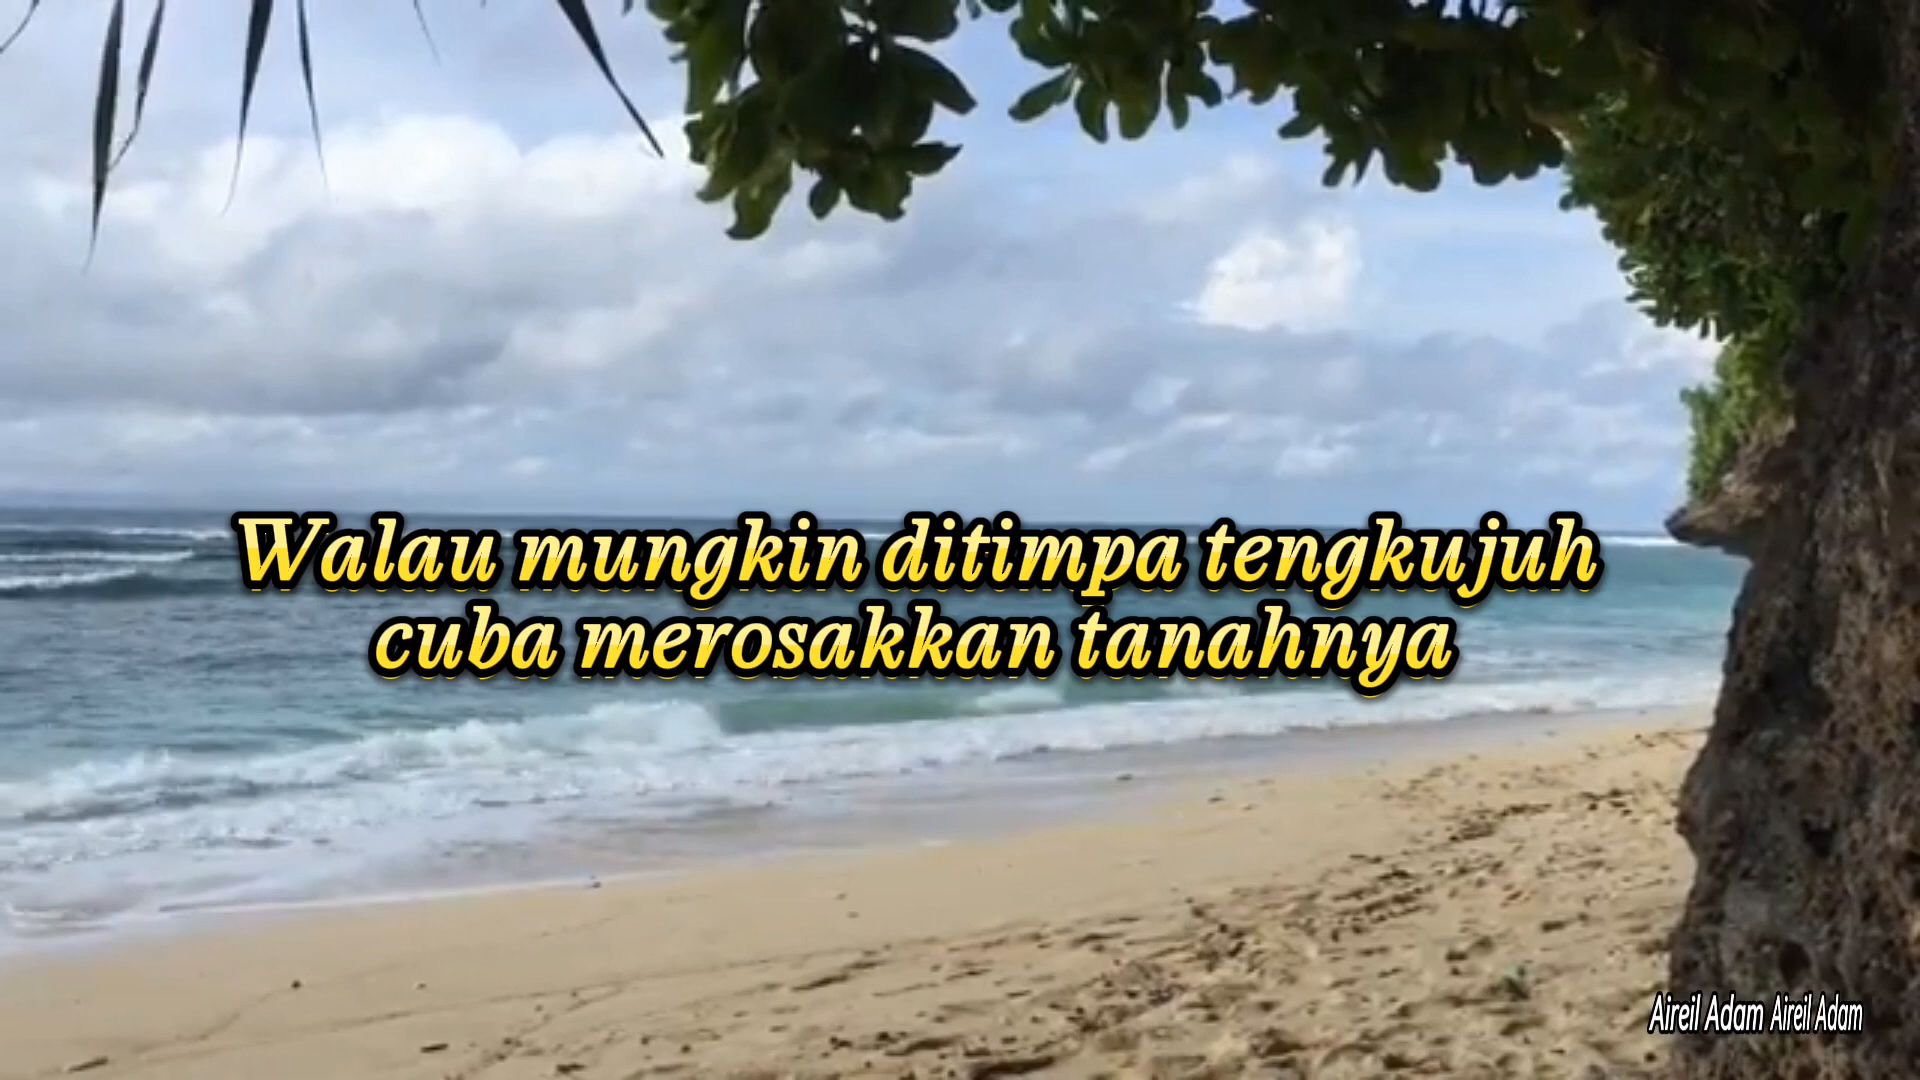 Walau mungkin ditimpa tengkujuh
cuba merosakkan tanahnya
Aireil Adam Aireil Adam